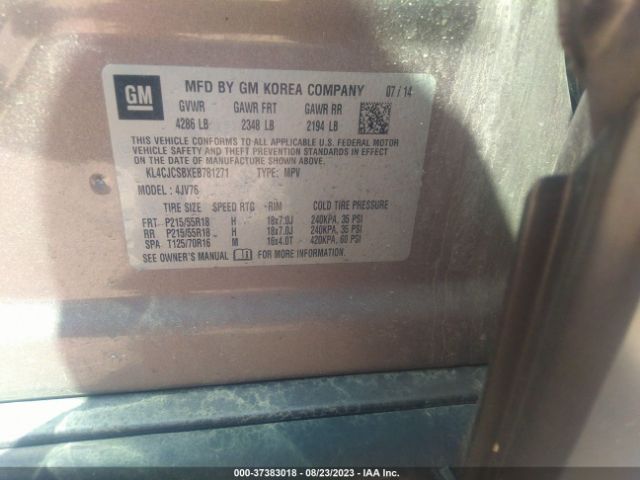 GM
MFD BY GM KOREA COMPANY 07/14
GVWR GAWR FRT GAWR RR
4286 LB 2348 LB 2194 LB
THIS VEHICLE CONFORMS TO ALL APPLICABLE U.S. FEDERAL MOTOR
VEHICLE SAFETY AND THEFT PREVENTION STANDARDS IN EFFECT
ON THE DATE OF MANUFACTURE SHOWN ABOVE.
KL4CJCSBXEB781271 TYPE: MPV
MODEL: 4JV76
TIRE SIZE SPEED RTG RIM COLD TIRE PRESSURE
FRT P215/55R18 H 18x7.0J 240KPA, 35 PSI
RR P215/55R18 H 18x7.0J 240KPA, 35 PSI
SPA T125/70R16 M 16x4.0T 420KPA, 60 PSI
SEE OWNER'S MANUAL FOR MORE INFORMATION
000-37383018 - 08/23/2023 - IAA Inc.